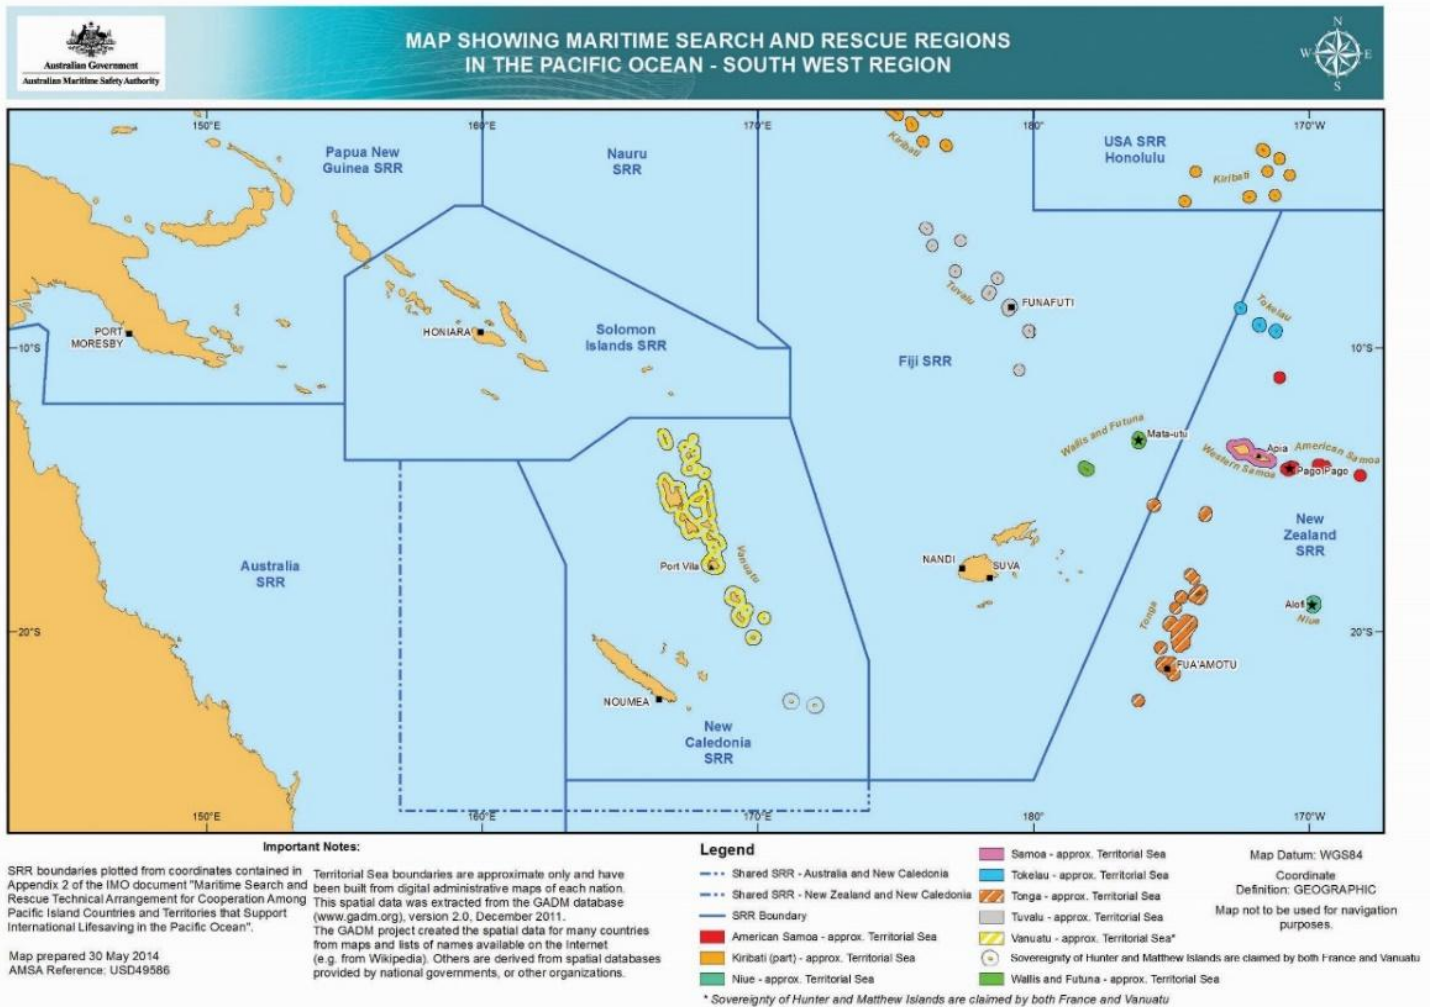 Australian Government
Australian Maritime Safety Authority
MAP SHOWING MARITIME SEARCH AND RESCUE REGIONS
IN THE PACIFIC OCEAN - SOUTH WEST REGION
N
W
E
S
150°E
160°E
170°E
180°
170°W
Papua New
Guinea SRR
Nauru
SRR
Kiribati
USA SRR
Honolulu
Kiribati
Tuvalu
FUNAFUTI
Tokelau
PORT
MORESBY
HONIARA
Solomon
Islands SRR
10°S
Fiji SRR
10°S
Wallis and Futuna
Mata-utu
Western Samoa
Apia
American Samoa
Pago Pago
Australia
SRR
Port Vila
Vanuatu
NANDI
SUVA
New
Zealand
SRR
Alofi
Niue
Tonga
20°S
20°S
FUA'AMOTU
NOUMEA
New
Caledonia
SRR
150°E
160°E
170°E
180°
170°W
Important Notes:
SRR boundaries plotted from coordinates contained in
Appendix 2 of the IMO document "Maritime Search and
Rescue Technical Arrangement for Cooperation Among
Pacific Island Countries and Territories that Support
International Lifesaving in the Pacific Ocean".
Map prepared 30 May 2014
AMSA Reference: USD49586
Territorial Sea boundaries are approximate only and have
been built from digital administrative maps of each nation.
This spatial data was extracted from the GADM database
(www.gadm.org), version 2.0, December 2011.
The GADM project created the spatial data for many countries
from maps and lists of names available on the Internet
(e.g. from Wikipedia). Others are derived from spatial databases
provided by national governments, or other organizations.
Legend
Shared SRR - Australia and New Caledonia
Shared SRR - New Zealand and New Caledonia
SRR Boundary
American Samoa - approx. Territorial Sea
Kiribati (part) - approx. Territorial Sea
Niue - approx. Territorial Sea
Samoa - approx. Territorial Sea
Tokelau - approx. Territorial Sea
Tonga - approx. Territorial Sea
Tuvalu - approx. Territorial Sea
Vanuatu - approx. Territorial Sea*
Sovereignty of Hunter and Matthew Islands are claimed by both France and Vanuatu
Wallis and Futuna - approx. Territorial Sea
* Sovereignty of Hunter and Matthew Islands are claimed by both France and Vanuatu
Map Datum: WGS84
Coordinate
Definition: GEOGRAPHIC
Map not to be used for navigation
purposes.